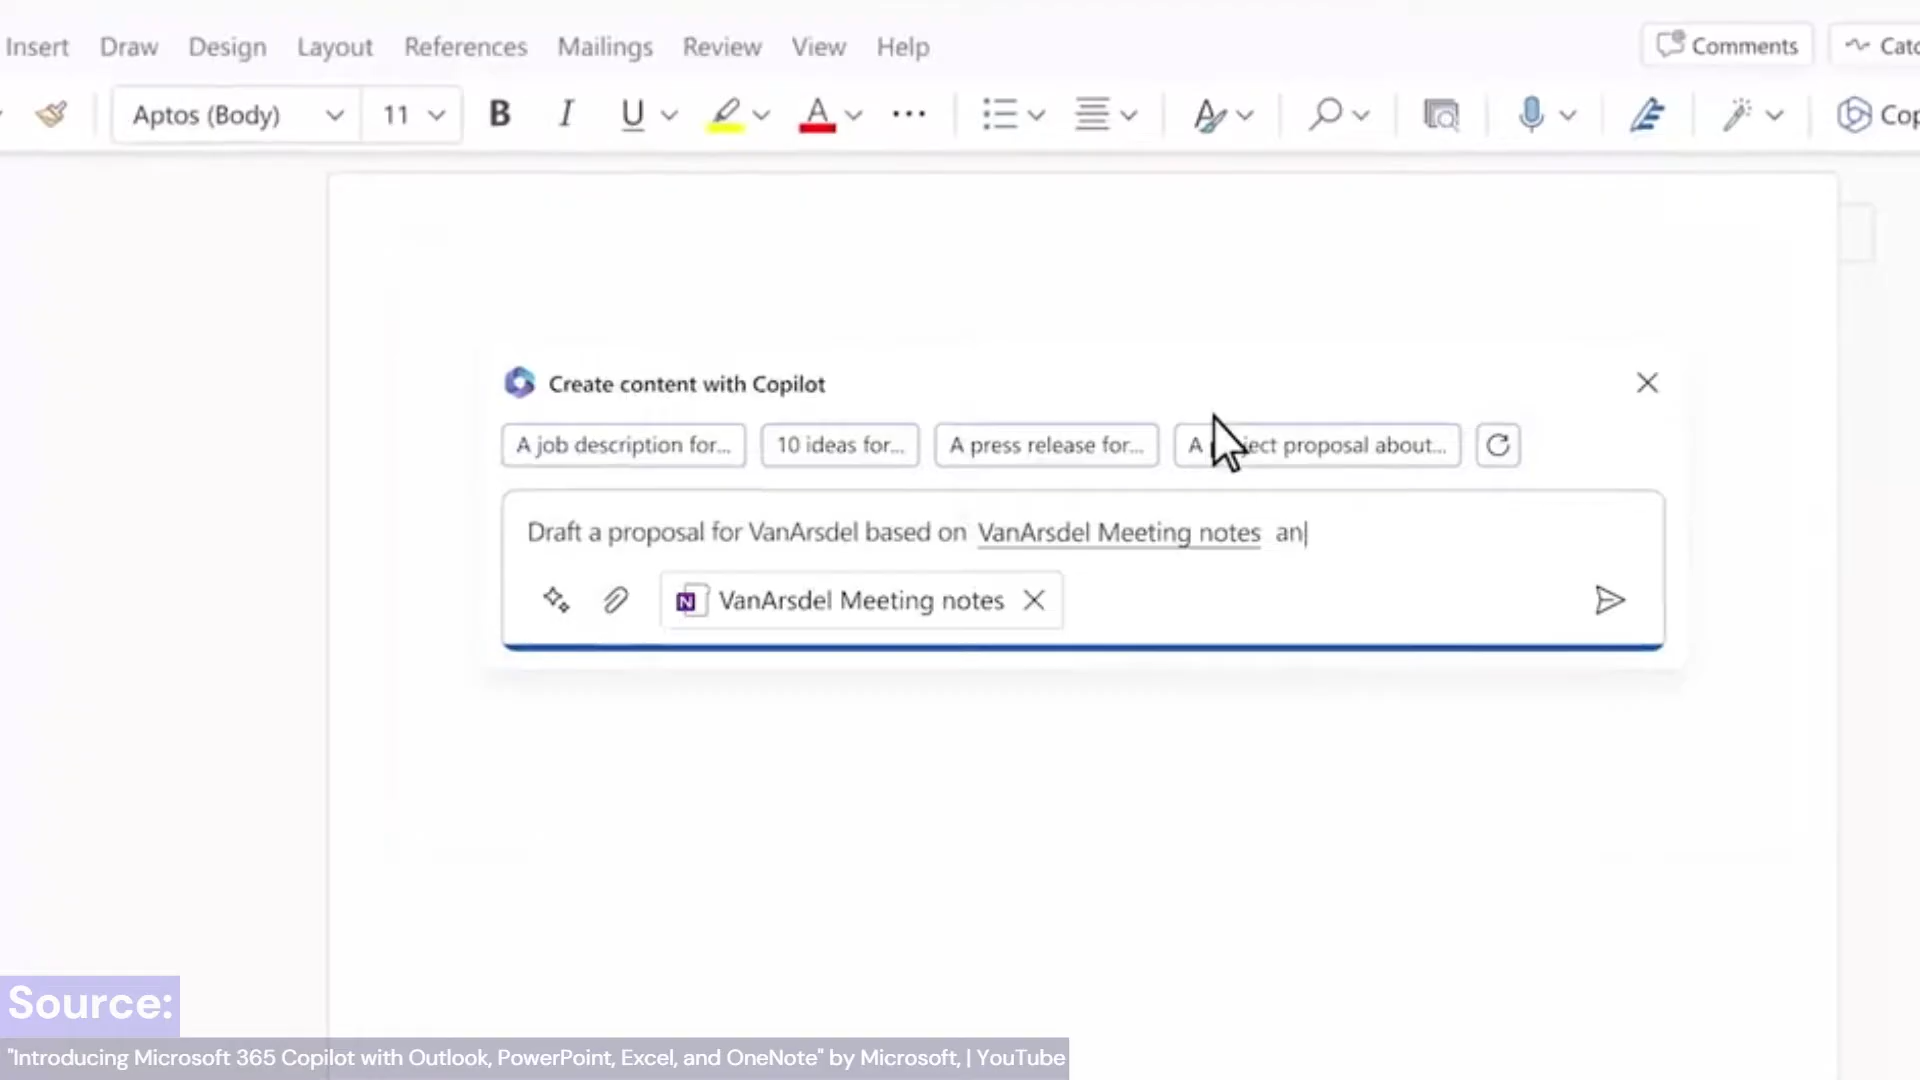 Insert Draw Design Layout References Mailings Review View Help Comments
Aptos (Body) 11 B I U A
Create content with Copilot
A job description for... 10 ideas for... A press release for... A proposal about...
Draft a proposal for VanArsdel based on VanArsdel Meeting notes an
N VanArsdel Meeting notes
Source:
"Introducing Microsoft 365 Copilot with Outlook, PowerPoint, Excel, and OneNote" by Microsoft, | YouTube